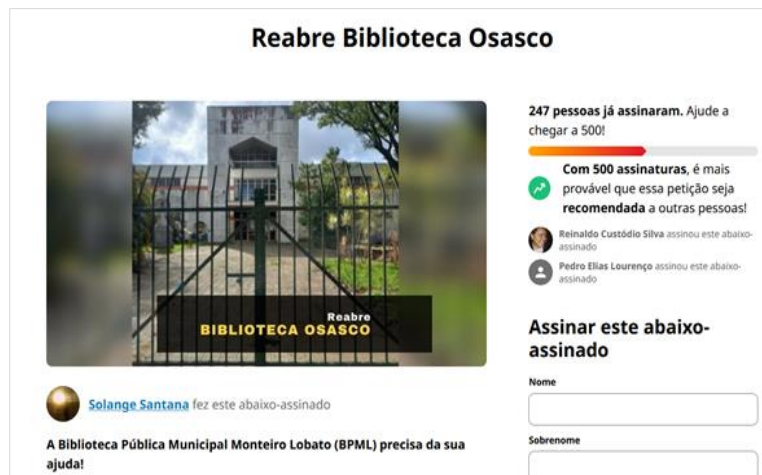 Reabre Biblioteca Osasco
Reabre
BIBLIOTECA OSASCO
Solange Santana fez este abaixo-assinado
A Biblioteca Pública Municipal Monteiro Lobato (BPML) precisa da sua
ajuda!
247 pessoas já assinaram. Ajude a
chegar a 500!
Com 500 assinaturas, é mais
provável que essa petição seja
recomendada a outras pessoas!
Reinaldo Custódio Silva assinou este abaixo-
assinado
Pedro Elias Lourenço assinou este abaixo-
assinado
Assinar este abaixo-
assinado
Nome
Sobrenome